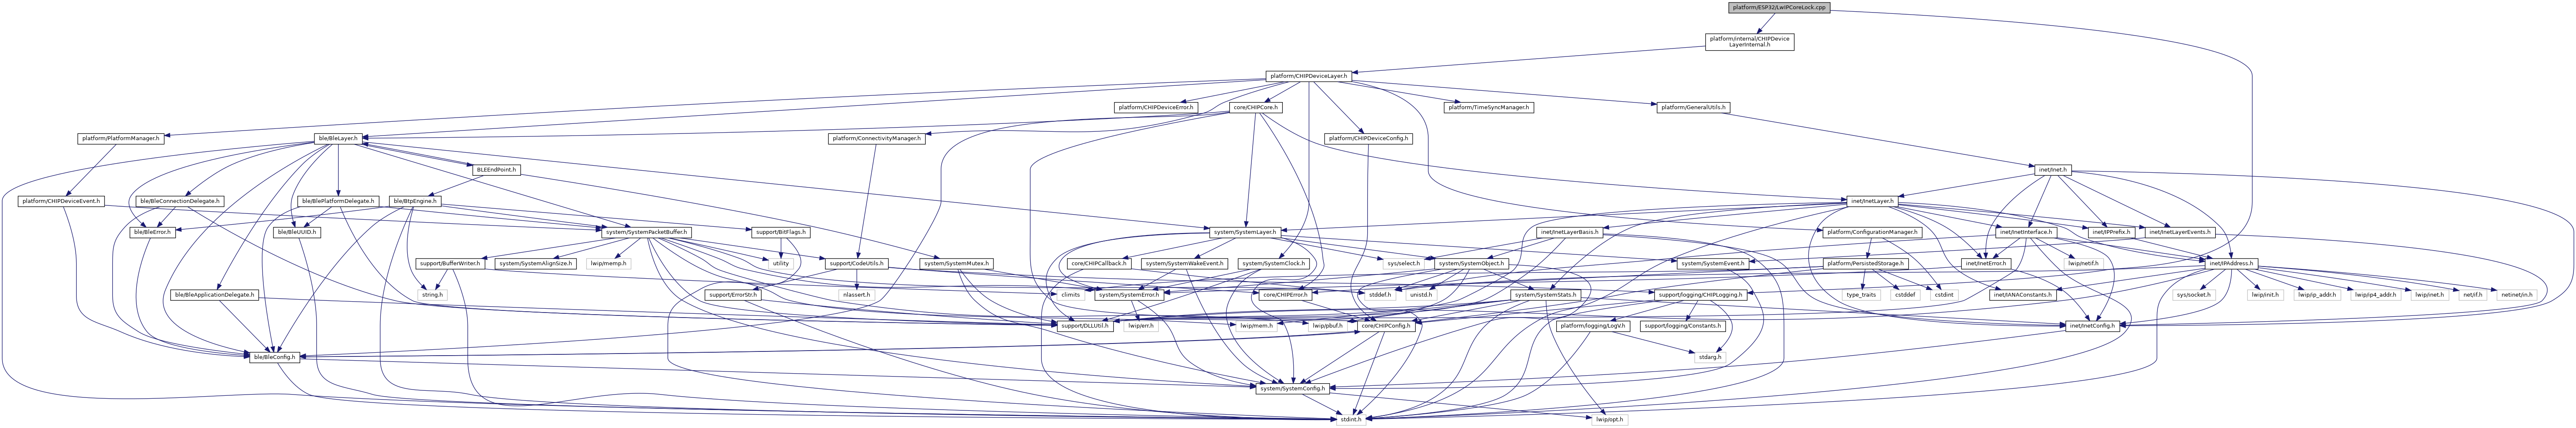 platform/ESP32/LwIPCoreLock.cpp
platform/internal/CHIPDevice
LayerInternal.h
platform/CHIPDeviceLayer.h
platform/CHIPDeviceError.h
core/CHIPCore.h
platform/TimeSyncManager.h
platform/GeneralUtils.h
platform/PlatformManager.h
ble/BleLayer.h
platform/ConnectivityManager.h
platform/CHIPDeviceConfig.h
BLEEndPoint.h
inet/Inet.h
platform/CHIPDeviceEvent.h
ble/BleConnectionDelegate.h
ble/BlePlatformDelegate.h
ble/BtpEngine.h
inet/InetLayer.h
ble/BleError.h
ble/BleUUID.h
system/SystemPacketBuffer.h
support/BitFlags.h
system/SystemLayer.h
inet/InetLayerBasis.h
platform/ConfigurationManager.h
inet/InetInterface.h
inet/IPPrefix.h
inet/InetLayerEvents.h
support/BufferWriter.h
system/SystemAlignSize.h
lwip/memp.h
utility
support/CodeUtils.h
system/SystemMutex.h
core/CHIPCallback.h
system/SystemWakeEvent.h
system/SystemClock.h
sys/select.h
system/SystemObject.h
system/SystemEvent.h
platform/PersistedStorage.h
inet/InetError.h
lwip/netif.h
inet/IPAddress.h
ble/BleApplicationDelegate.h
string.h
support/ErrorStr.h
nlassert.h
climits
system/SystemError.h
core/CHIPError.h
stddef.h
unistd.h
system/SystemStats.h
support/logging/CHIPLogging.h
type_traits
cstddef
cstdint
inet/IANAConstants.h
sys/socket.h
lwip/init.h
lwip/ip_addr.h
lwip/ip4_addr.h
lwip/inet.h
net/if.h
netinet/in.h
support/DLLUtil.h
lwip/err.h
lwip/mem.h
lwip/pbuf.h
core/CHIPConfig.h
platform/logging/LogV.h
support/logging/Constants.h
inet/InetConfig.h
ble/BleConfig.h
stdarg.h
system/SystemConfig.h
stdint.h
lwip/opt.h